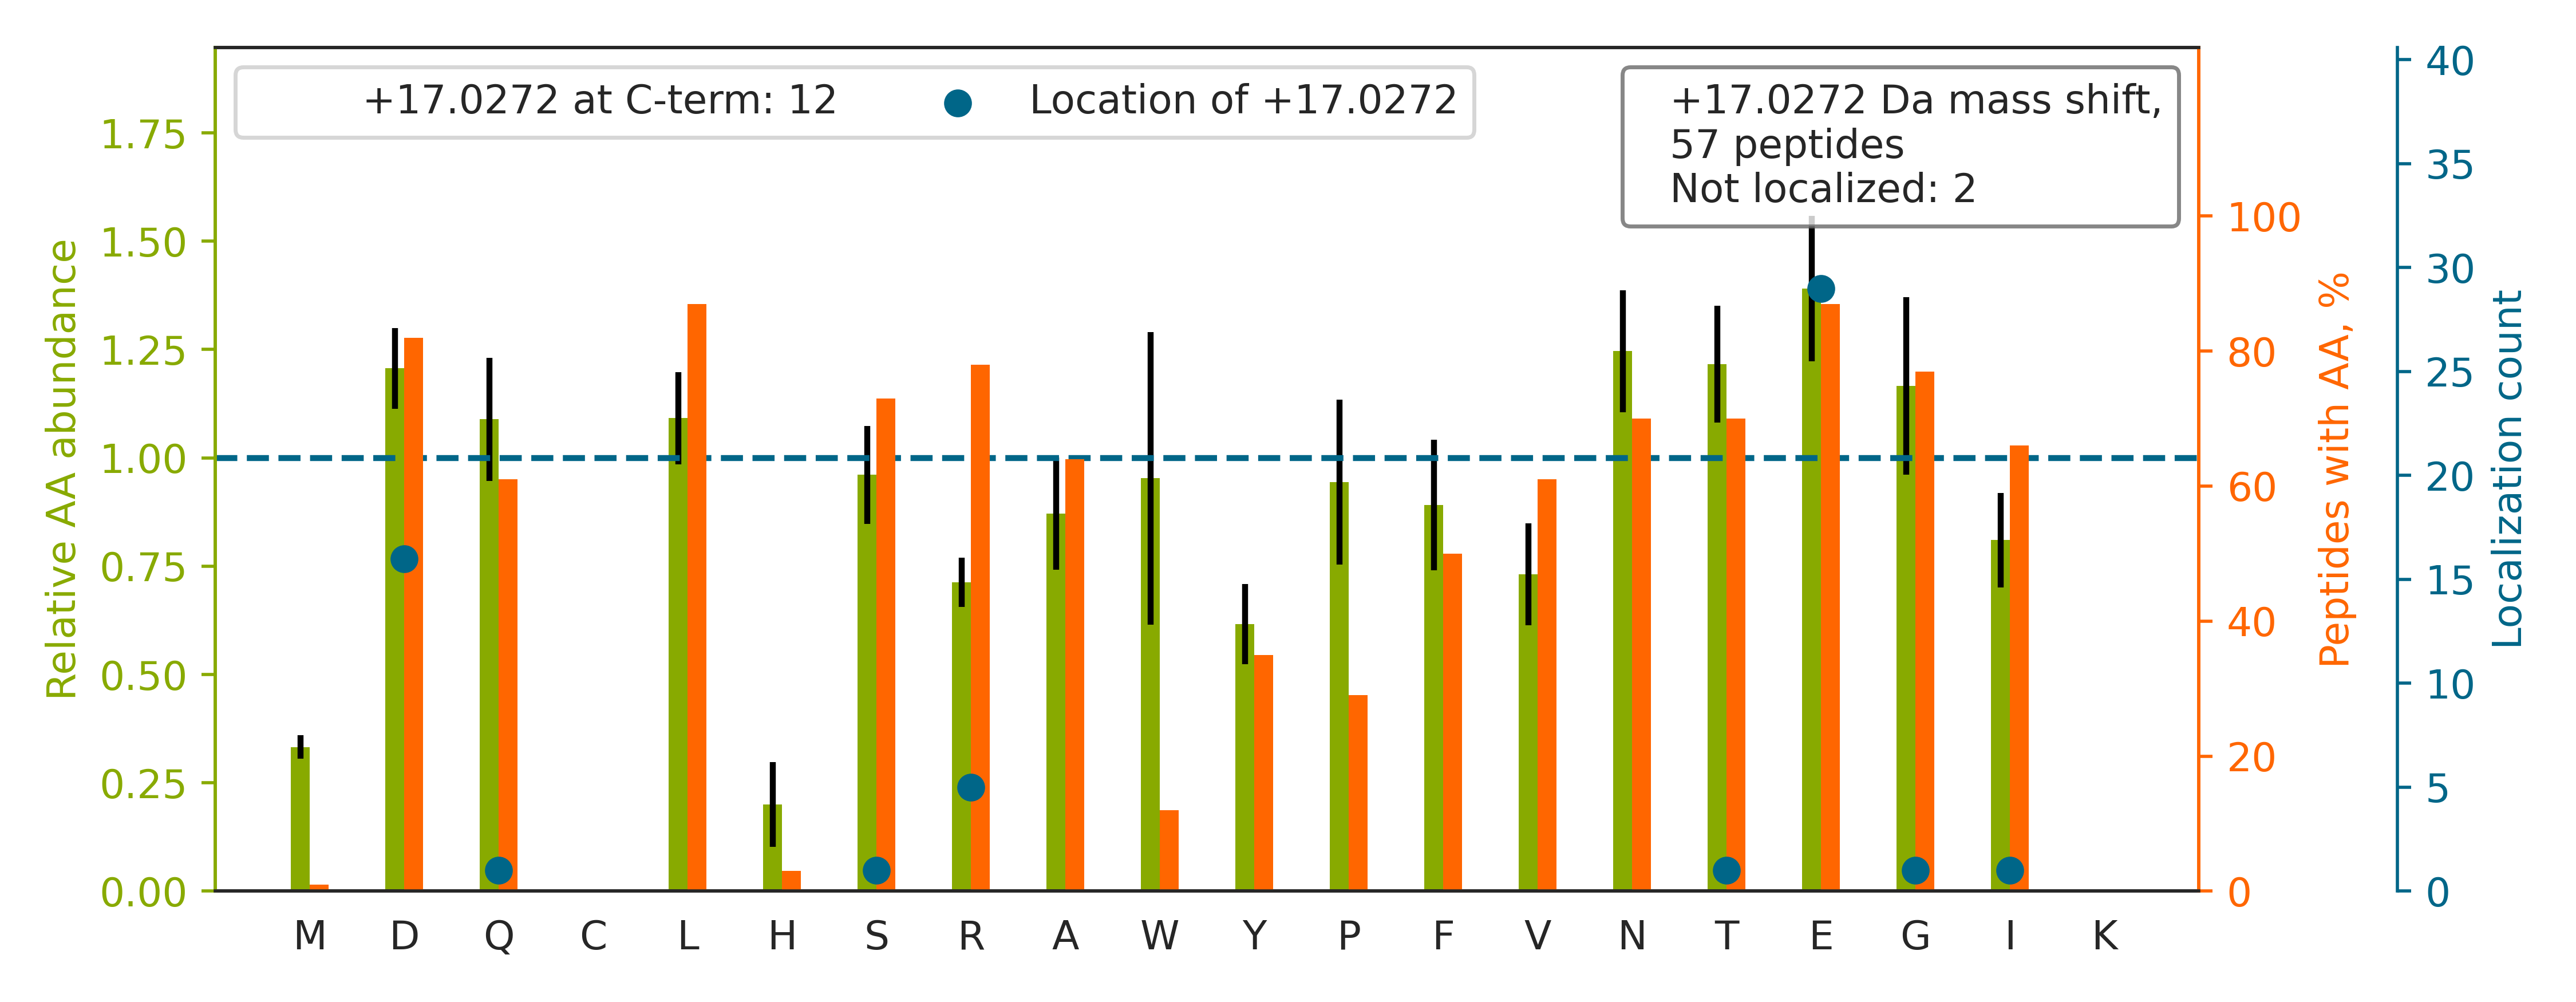 +17.0272 at C-term: 12
Location of +17.0272
+17.0272 Da mass shift,
57 peptides
Not localized: 2
Relative AA abundance
1.75
1.50
1.25
1.00
0.75
0.50
0.25
0.00
100
80
60
40
20
0
Peptides with AA, %
40
35
30
25
20
15
10
5
0
Localization count
M D Q C L H S R A W Y P F V N T E G I K